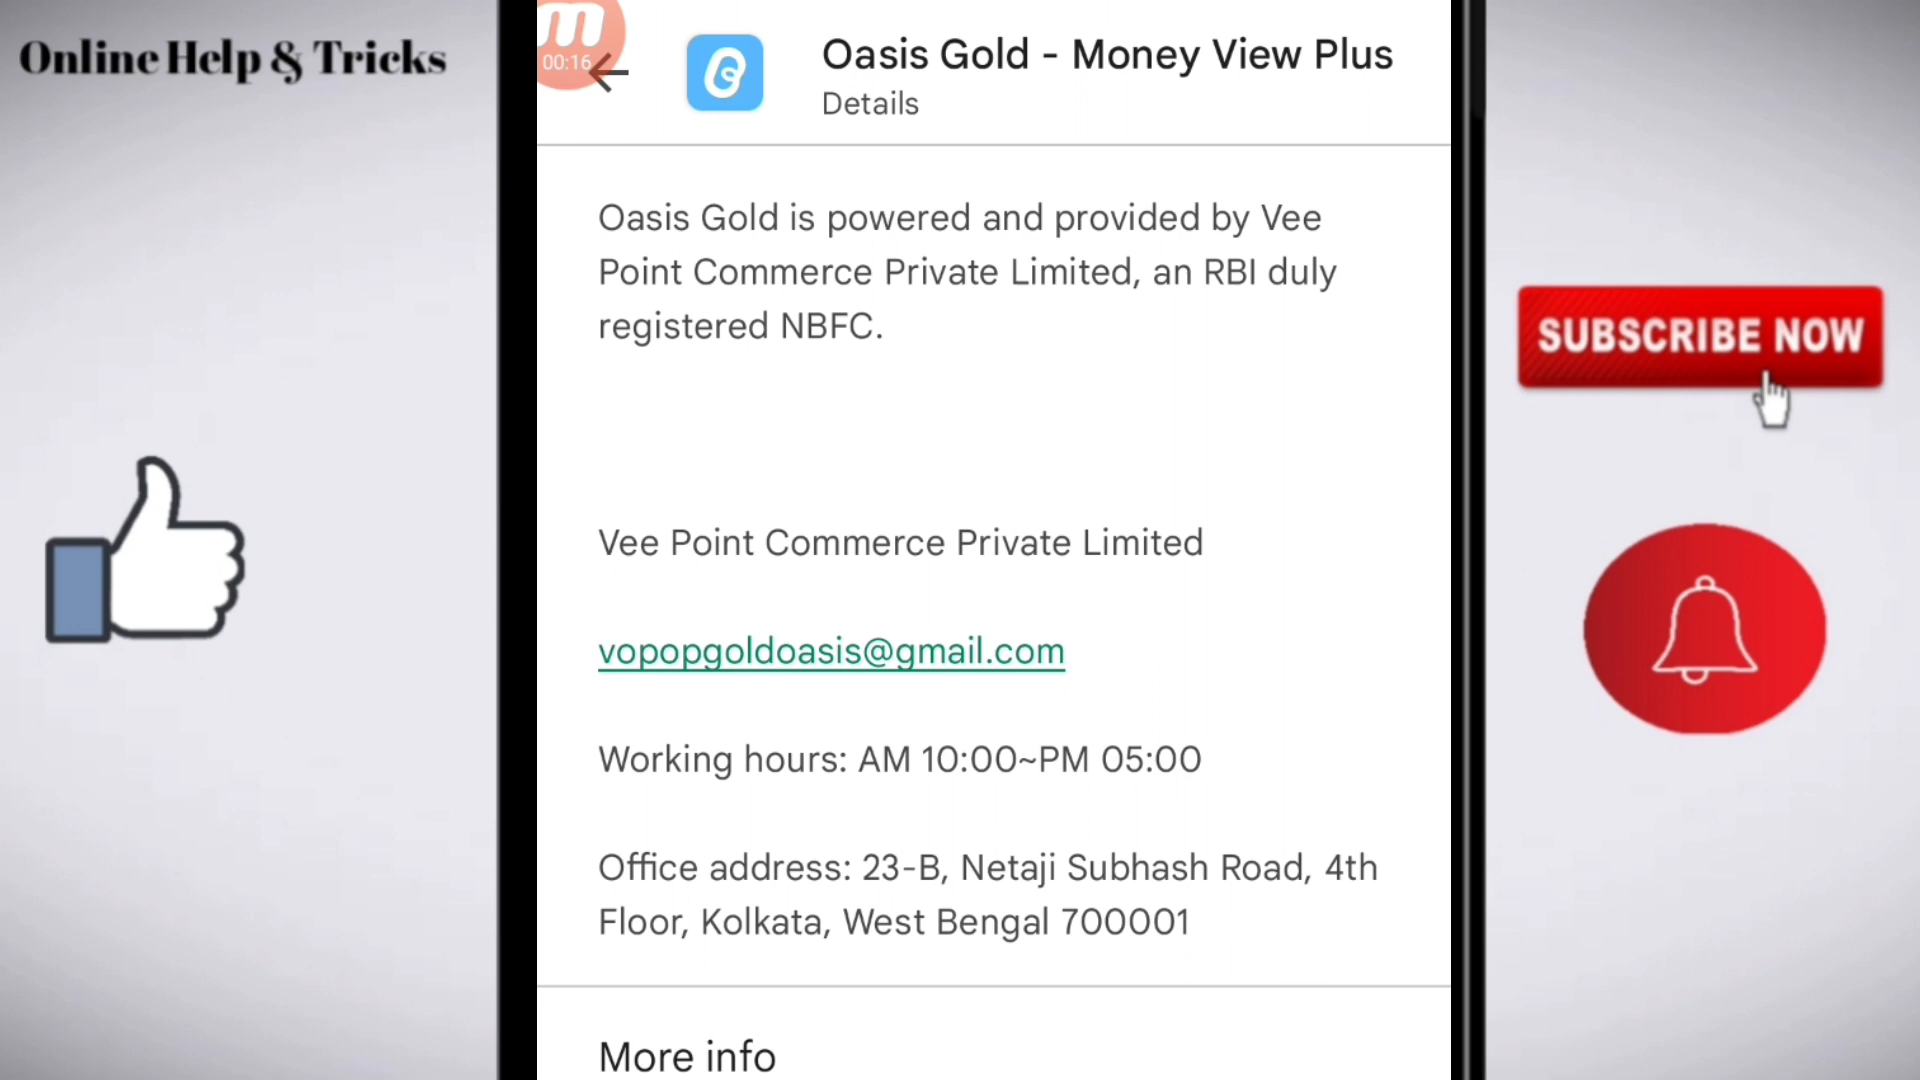 Online Help & Tricks
00:16
Oasis Gold - Money View Plus
Details
Oasis Gold is powered and provided by Vee
Point Commerce Private Limited, an RBI duly
registered NBFC.
Vee Point Commerce Private Limited
vopopgoldoasis@gmail.com
Working hours: AM 10:00~PM 05:00
Office address: 23-B, Netaji Subhash Road, 4th
Floor, Kolkata, West Bengal 700001
More info
SUBSCRIBE NOW